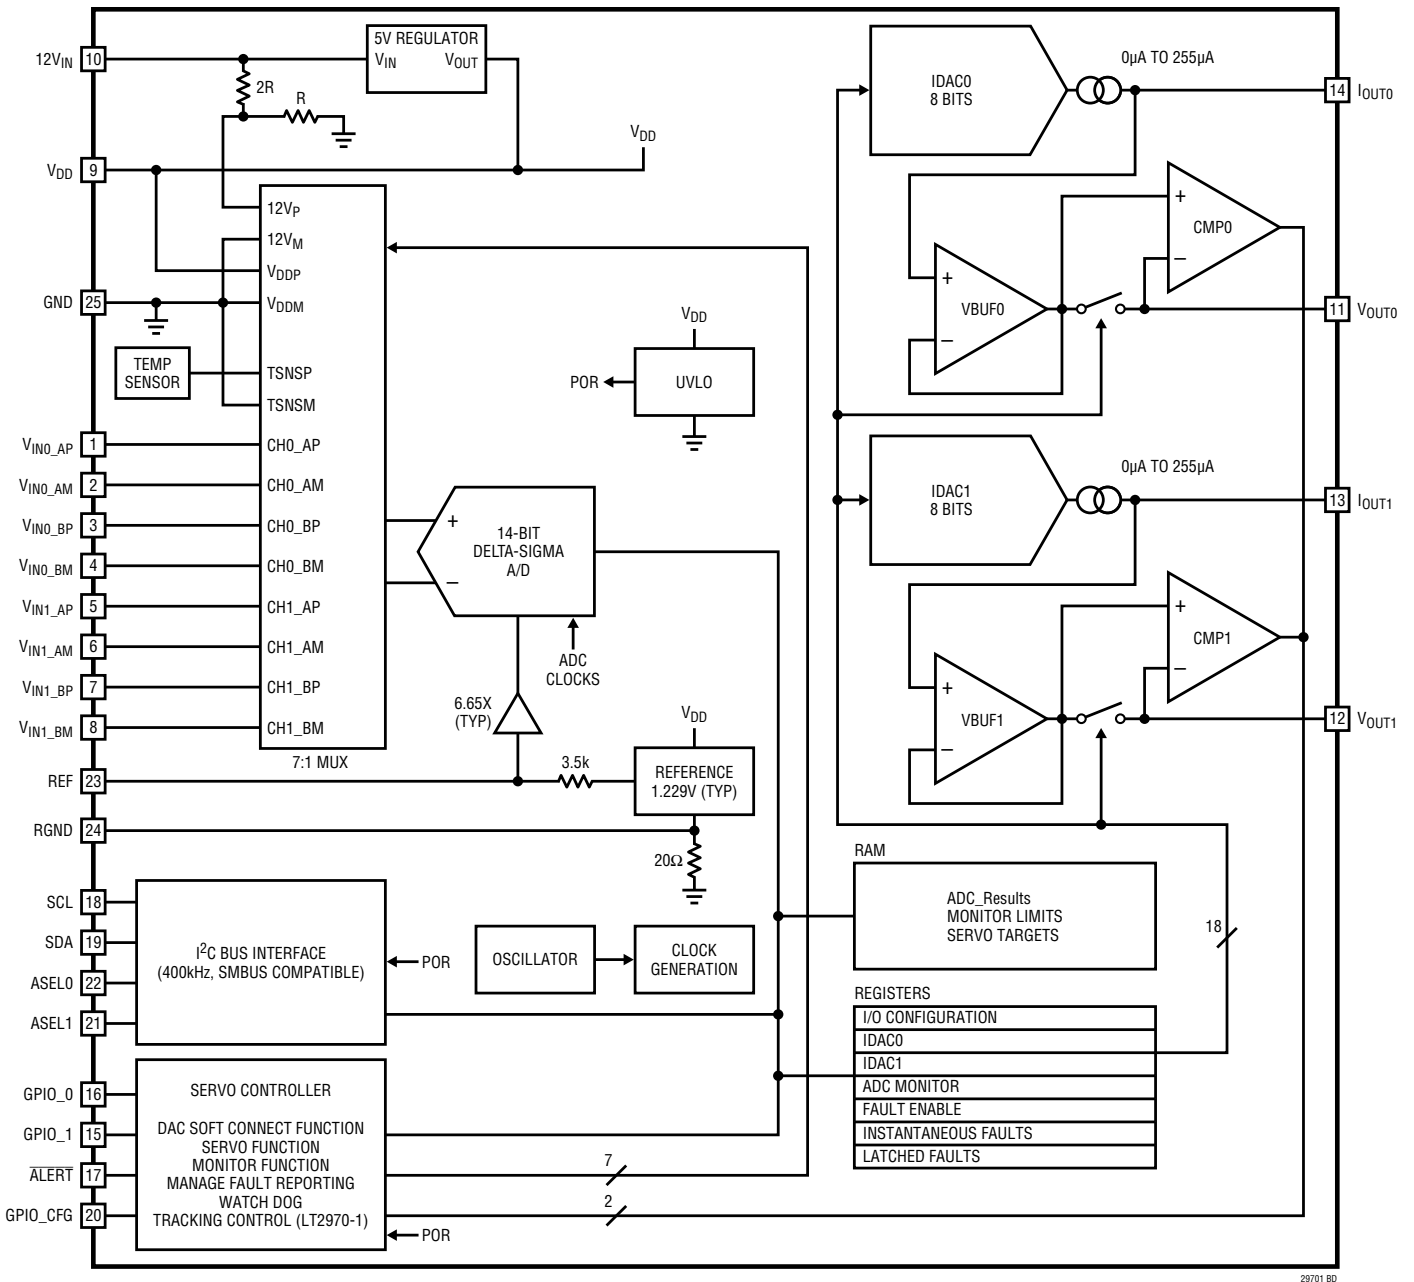 12VIN
10
5V REGULATOR
VIN VOUT
2R
R
VDD
VDD
9
12VP
12VM
VDDP
GND
25
VDDM
TEMP
SENSOR
TSNSP
TSNSM
VIN0_AP
1
CH0_AP
VIN0_AM
2
CH0_AM
VIN0_BP
3
CH0_BP
VIN0_BM
4
CH0_BM
VIN1_AP
5
CH1_AP
VIN1_AM
6
CH1_AM
VIN1_BP
7
CH1_BP
VIN1_BM
8
CH1_BM
7:1 MUX
VDD
UVLO
POR
+
–
14-BIT
DELTA-SIGMA
A/D
ADC
CLOCKS
6.65X
(TYP)
VDD
REF
23
3.5k
REFERENCE
1.229V (TYP)
RGND
24
20Ω
SCL
18
SDA
19
ASEL0
22
ASEL1
21
I2C BUS INTERFACE
(400kHz, SMBUS COMPATIBLE)
POR
OSCILLATOR
CLOCK
GENERATION
GPIO_0
16
GPIO_1
15
ALERT
17
GPIO_CFG
20
SERVO CONTROLLER
DAC SOFT CONNECT FUNCTION
SERVO FUNCTION
MONITOR FUNCTION
MANAGE FAULT REPORTING
WATCH DOG
TRACKING CONTROL (LT2970-1)
POR
7
2
IDAC0
8 BITS
0µA TO 255µA
14
IOUT0
+
–
CMP0
+
–
VBUF0
11
VOUT0
IDAC1
8 BITS
0µA TO 255µA
13
IOUT1
+
–
CMP1
+
–
VBUF1
12
VOUT1
RAM
ADC_Results
MONITOR LIMITS
SERVO TARGETS
18
REGISTERS
I/O CONFIGURATION
IDAC0
IDAC1
ADC MONITOR
FAULT ENABLE
INSTANTANEOUS FAULTS
LATCHED FAULTS
29701 BD